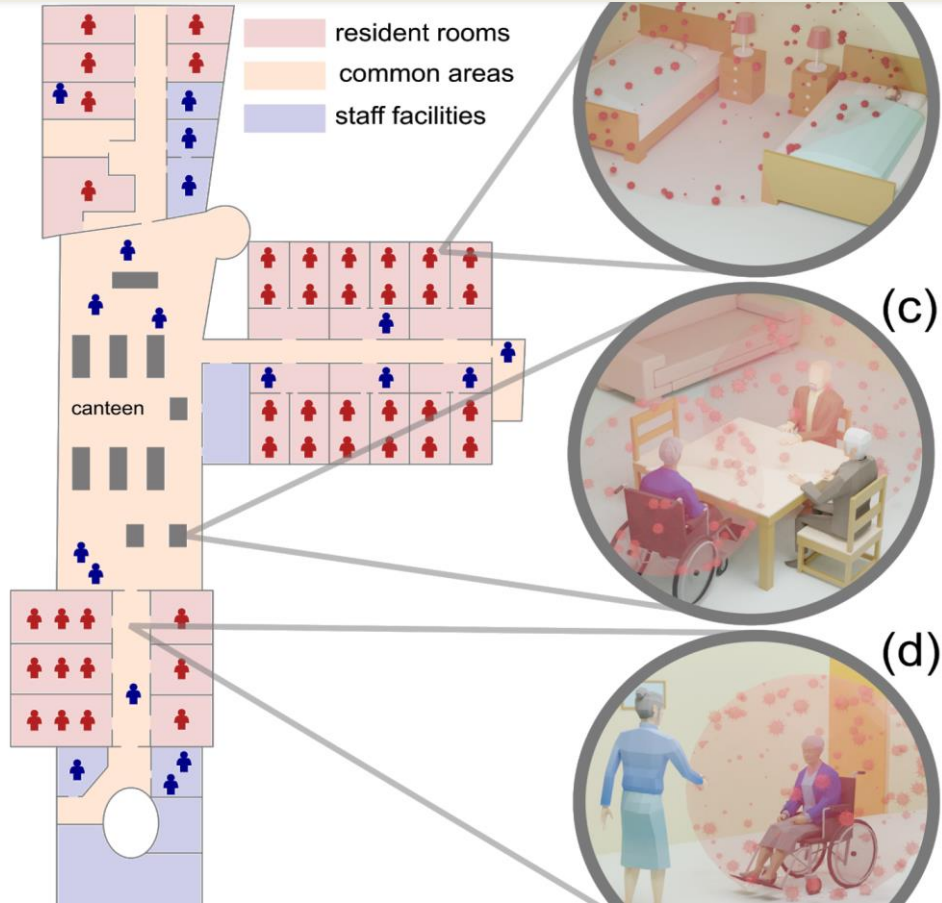 resident rooms
common areas
staff facilities
(c)
canteen
(d)